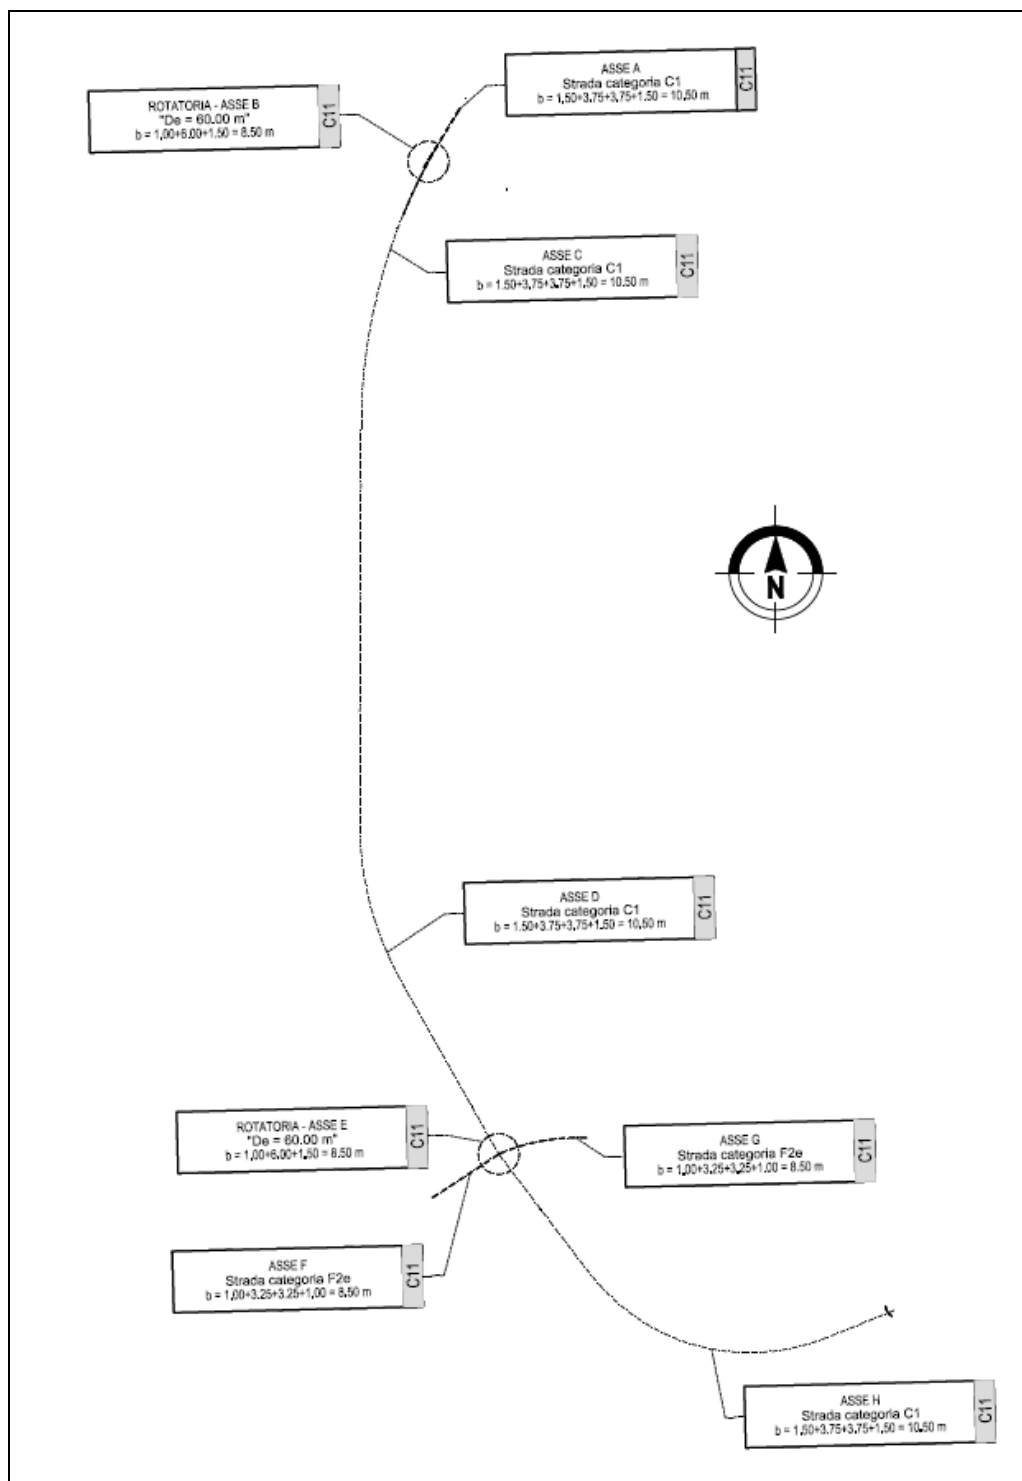 ASSE A
Strada categoria C1
b = 1,50+3.75+3,75+1.50 = 10,50 m
C11
ROTATORIA - ASSE B
"De = 60.00 m"
b = 1,00+6.00+1.50 = 8.50 m
C11
ASSE C
Strada categoria C1
b = 1.50+3,75+3.75+1,50 = 10.50 m
C11
N
ASSE D
Strada categoria C1
b = 1.50+3.75+3,75+1.50 = 10,50 m
C11
ROTATORIA - ASSE E
"De = 60.00 m"
b = 1,00+6.00+1.50 = 8.50 m
C11
ASSE G
Strada categoria F2e
b = 1,00+3.25+3.25+1.00 = 8,50 m
C11
ASSE F
Strada categoria F2e
b = 1,00+3.25+3.25+1,00 = 8,50 m
C11
ASSE H
Strada categoria C1
b = 1,50+3.75+3,75+1,50 = 10.50 m
C11